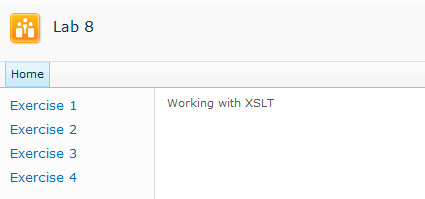 Lab 8
Home
Exercise 1
Exercise 2
Exercise 3
Exercise 4
Working with XSLT